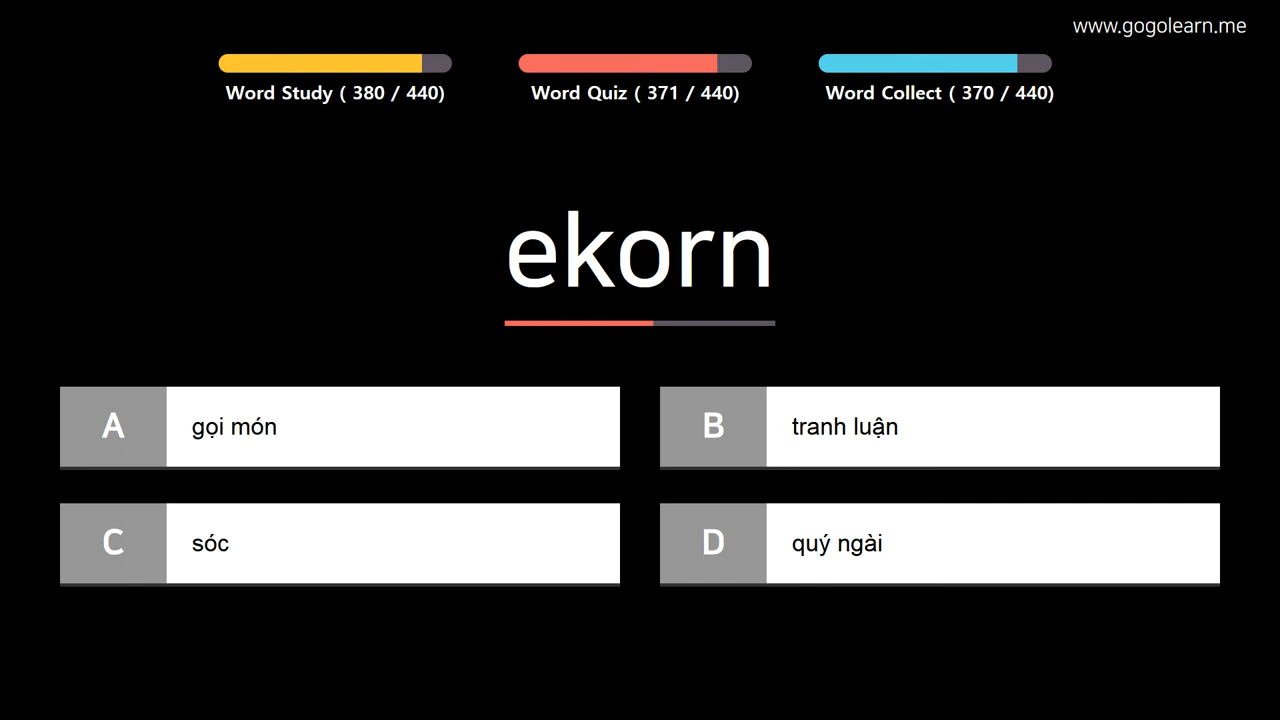 www.gogolearn.me
Word Study ( 380 / 440)
Word Quiz ( 371 / 440)
Word Collect ( 370 / 440)
ekorn
A gọi món
B tranh luận
C sóc
D quý ngài